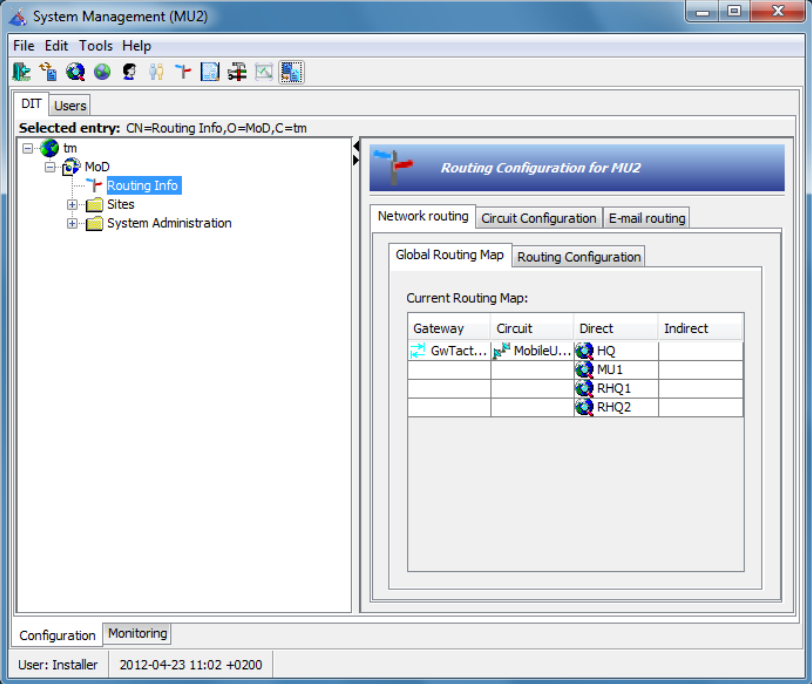 System Management (MU2)
File Edit Tools Help
DIT Users
Selected entry: CN=Routing Info,O=MoD,C=tm
tm
MoD
Routing Info
Sites
System Administration
Routing Configuration for MU2
Network routing Circuit Configuration E-mail routing
Global Routing Map Routing Configuration
Current Routing Map:
Gateway Circuit Direct Indirect
GwTact... MobileU... HQ
MU1
RHQ1
RHQ2
Configuration Monitoring
User: Installer 2012-04-23 11:02 +0200